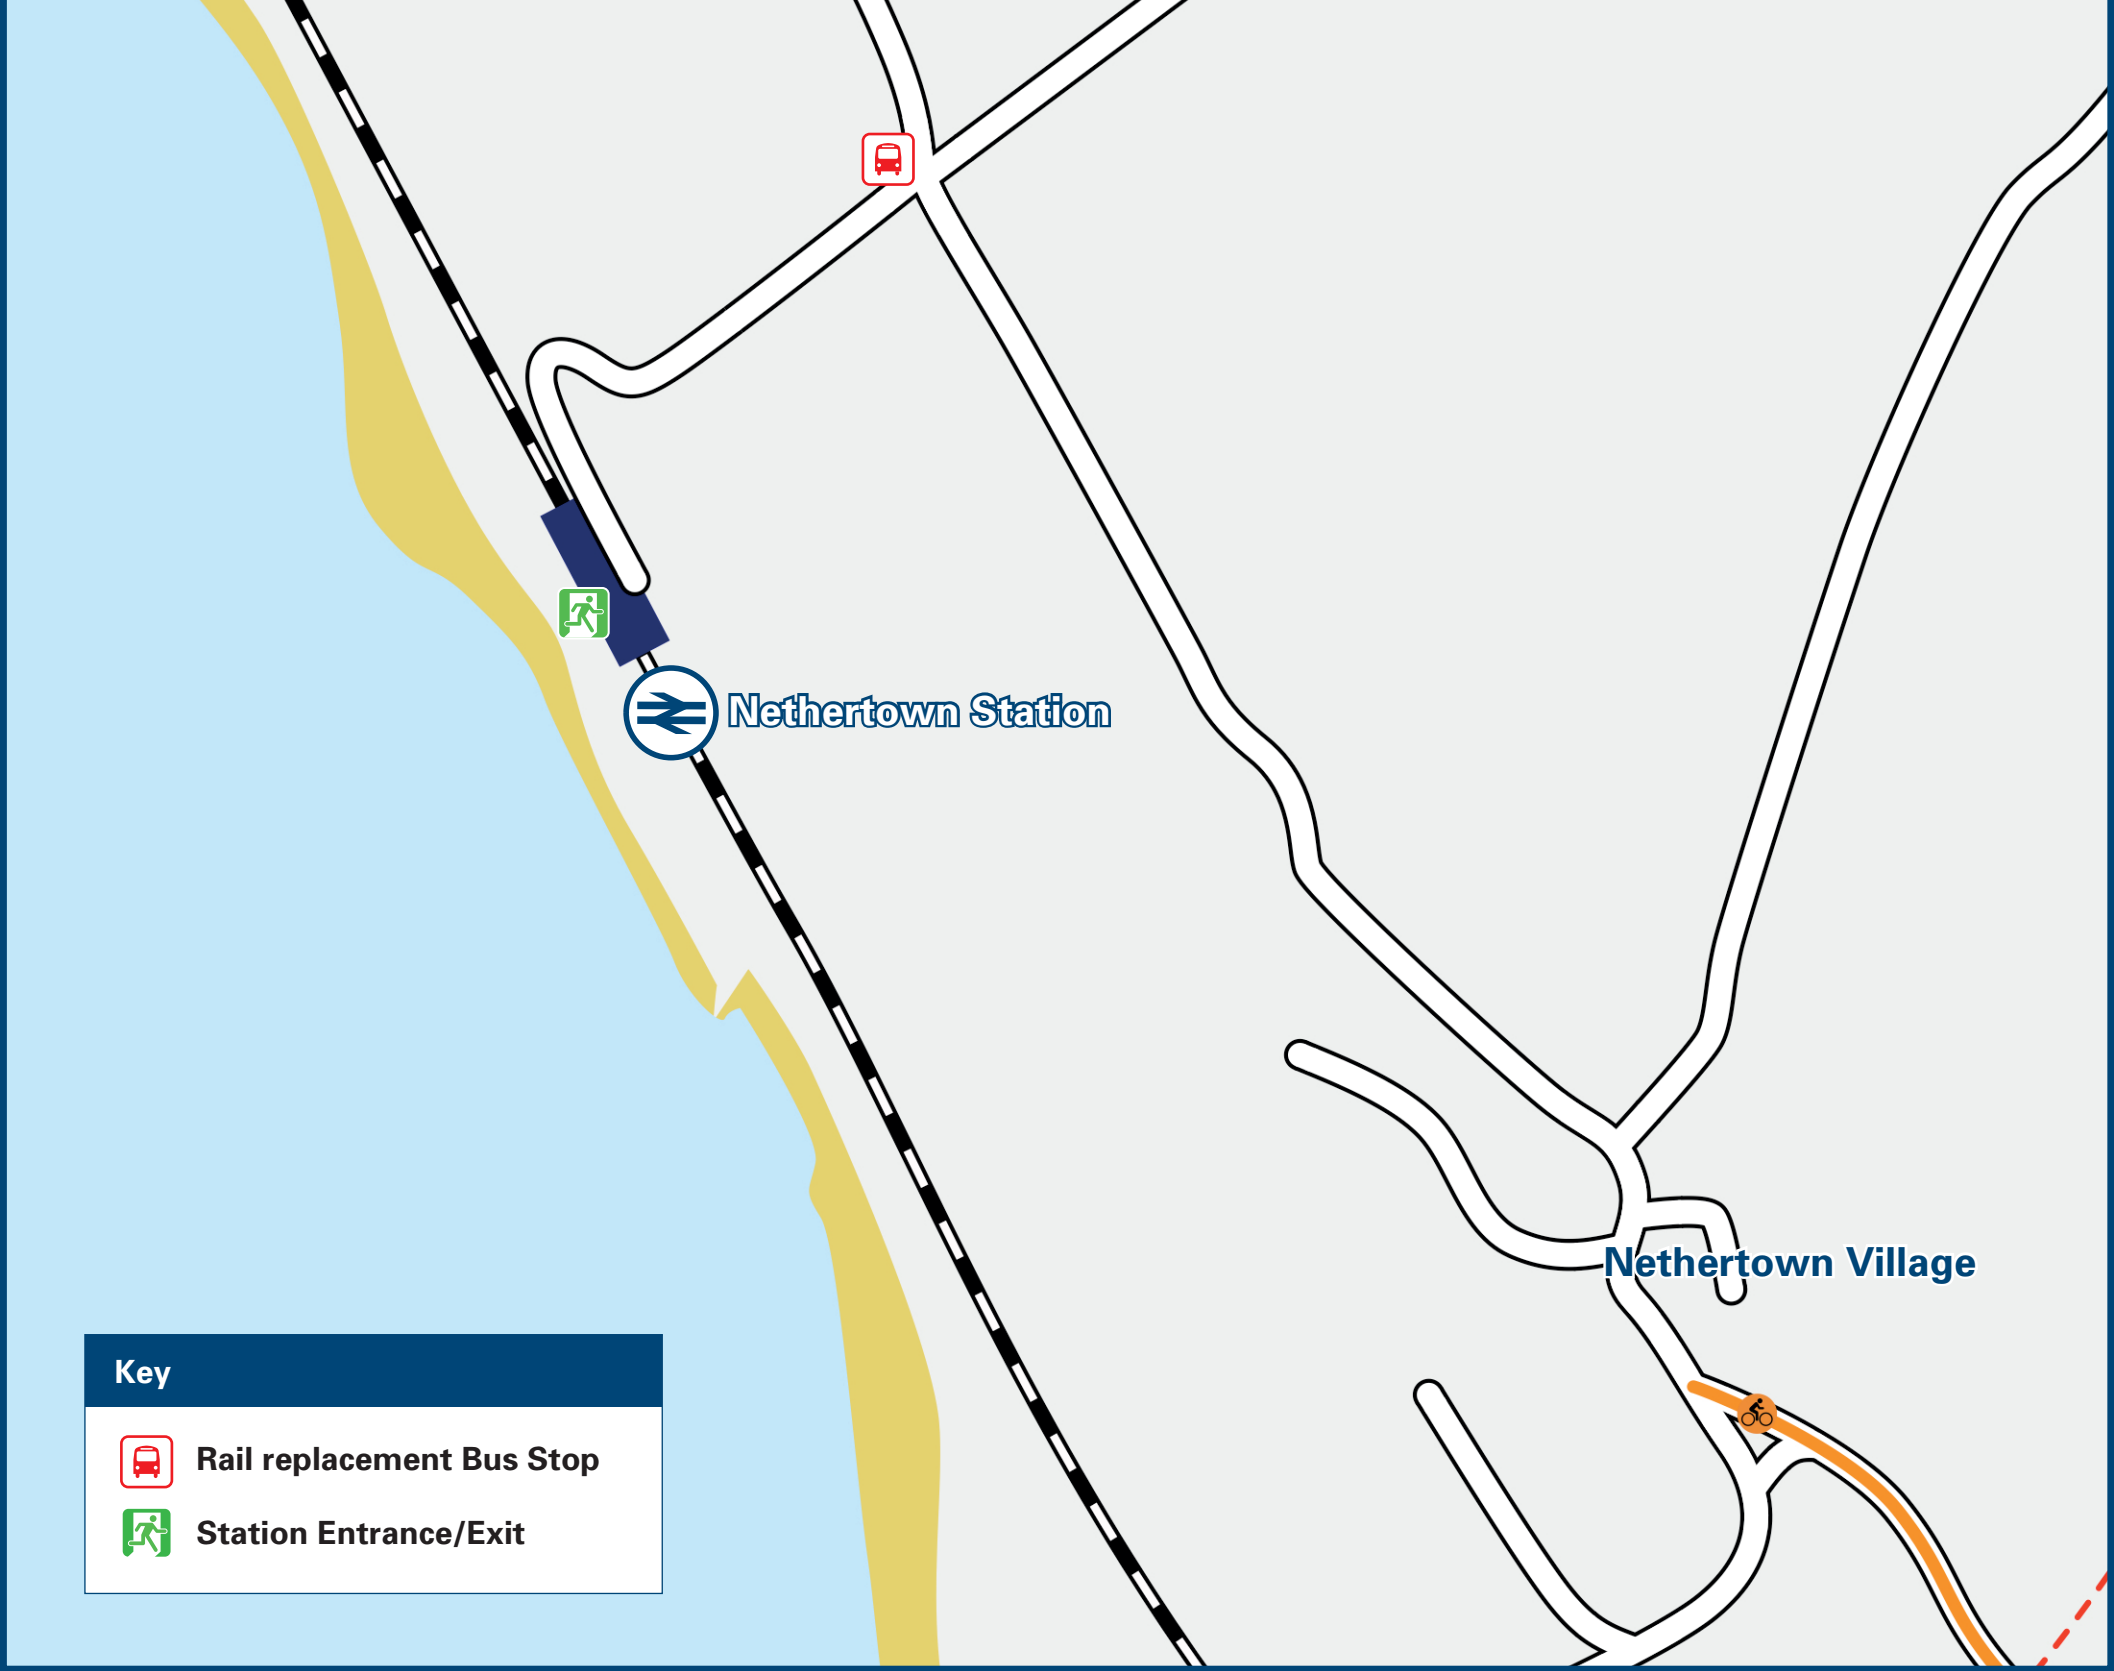 Nethertown Station
Nethertown Village
Key
Rail replacement Bus Stop
Station Entrance/Exit